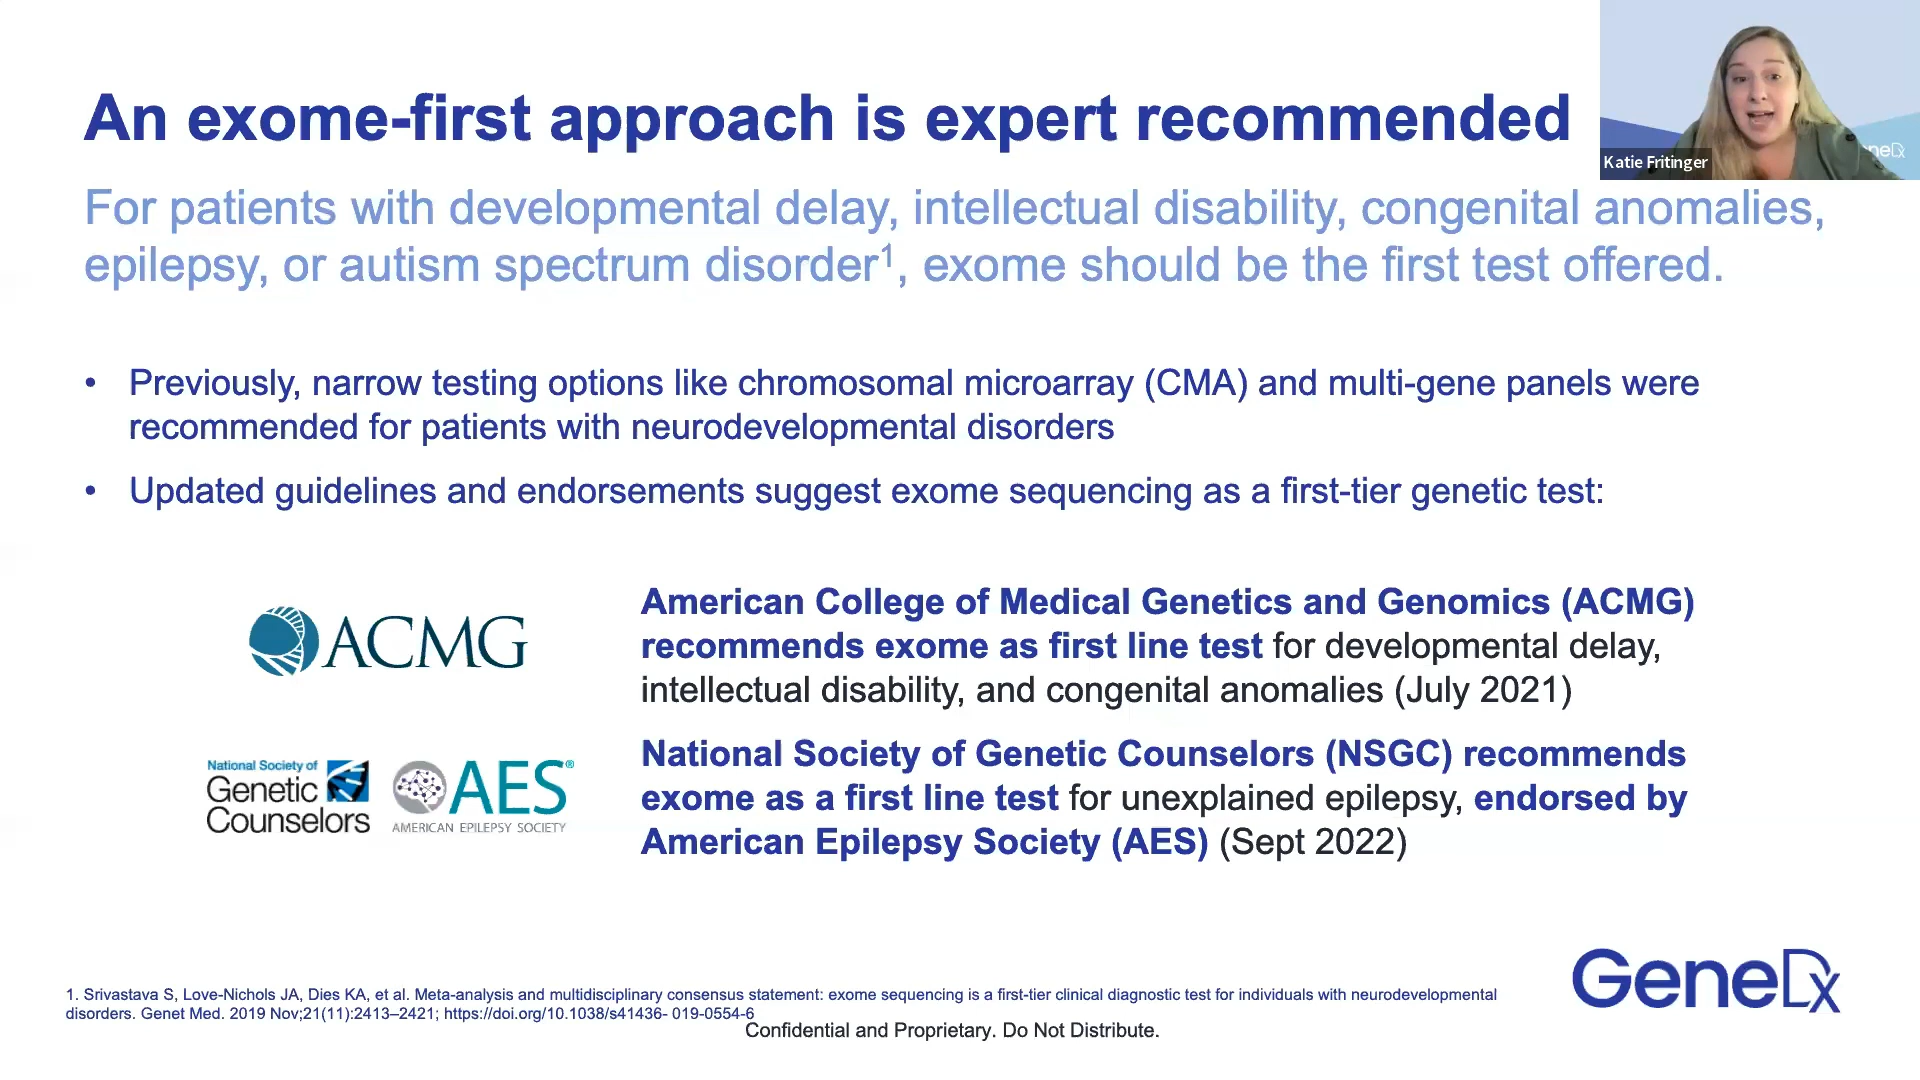 An exome-first approach is expert recommended
Katie Fritinger
neDx
For patients with developmental delay, intellectual disability, congenital anomalies,
epilepsy, or autism spectrum disorder1, exome should be the first test offered.
• Previously, narrow testing options like chromosomal microarray (CMA) and multi-gene panels were
recommended for patients with neurodevelopmental disorders
• Updated guidelines and endorsements suggest exome sequencing as a first-tier genetic test:
ACMG
American College of Medical Genetics and Genomics (ACMG)
recommends exome as first line test for developmental delay,
intellectual disability, and congenital anomalies (July 2021)
National Society of
Genetic
Counselors
AES®
AMERICAN EPILEPSY SOCIETY
National Society of Genetic Counselors (NSGC) recommends
exome as a first line test for unexplained epilepsy, endorsed by
American Epilepsy Society (AES) (Sept 2022)
GeneDx
1. Srivastava S, Love-Nichols JA, Dies KA, et al. Meta-analysis and multidisciplinary consensus statement: exome sequencing is a first-tier clinical diagnostic test for individuals with neurodevelopmental
disorders. Genet Med. 2019 Nov;21(11):2413–2421; https://doi.org/10.1038/s41436- 019-0554-6
Confidential and Proprietary. Do Not Distribute.